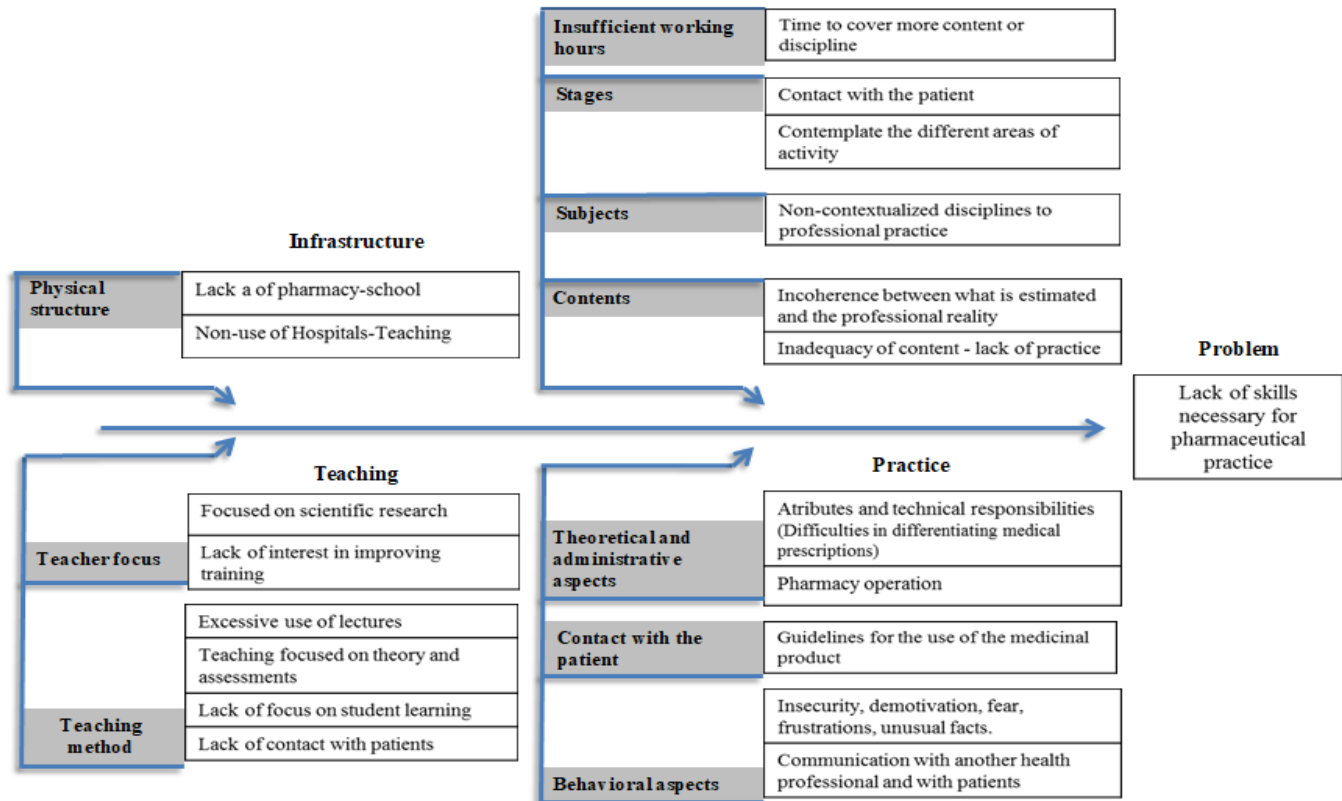 Insufficient working
hours
Time to cover more content or
discipline
Stages
Contact with the patient
Contemplate the different areas of
activity
Subjects
Non-contextualized disciplines to
professional practice
Contents
Incoherence between what is estimated
and the professional reality
Inadequacy of content - lack of practice
Infrastructure
Physical
structure
Lack a of pharmacy-school
Non-use of Hospitals-Teaching
Problem
Lack of skills
necessary for
pharmaceutical
practice
Teaching
Teacher focus
Focused on scientific research
Lack of interest in improving
training
Teaching
method
Excessive use of lectures
Teaching focused on theory and
assessments
Lack of focus on student learning
Lack of contact with patients
Practice
Theoretical and
administrative
aspects
Atributes and technical responsibilities
(Difficulties in differentiating medical
prescriptions)
Pharmacy operation
Contact with the
patient
Guidelines for the use of the medicinal
product
Behavioral aspects
Insecurity, demotivation, fear,
frustrations, unusual facts.
Communication with another health
professional and with patients